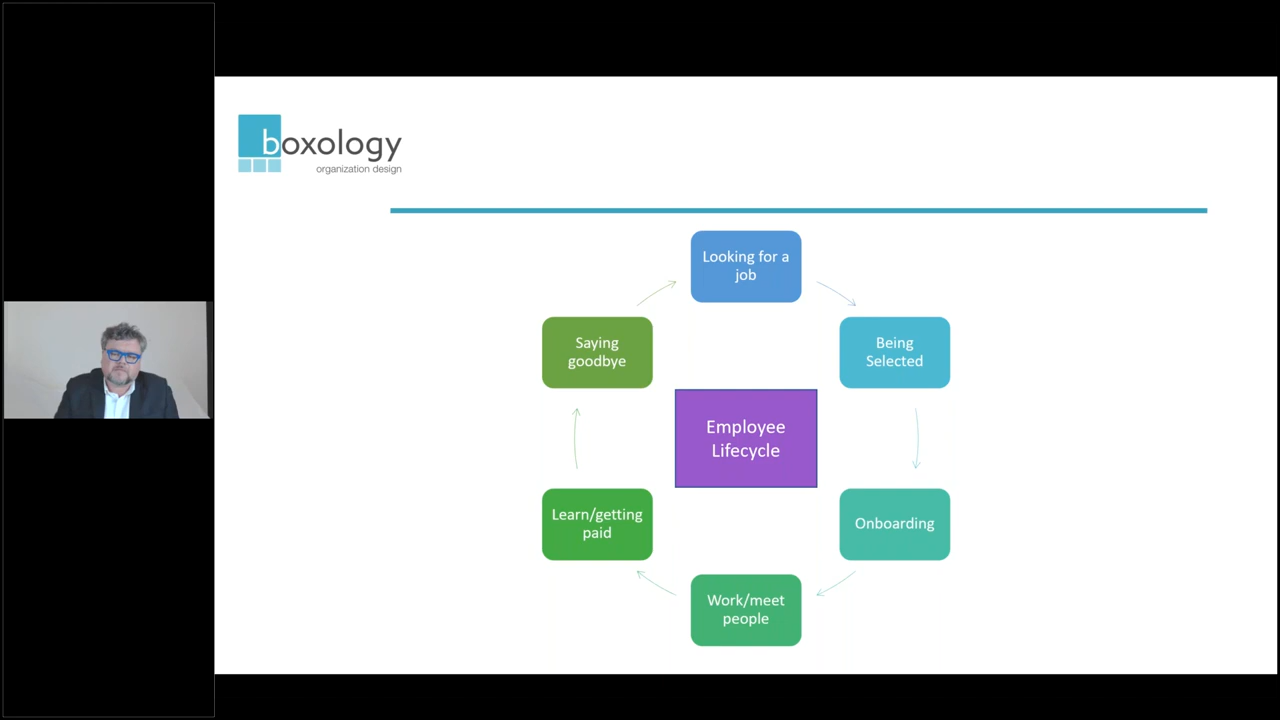 boxology
organization design
Looking for a
job
Being
Selected
Onboarding
Work/meet
people
Learn/getting
paid
Saying
goodbye
Employee
Lifecycle